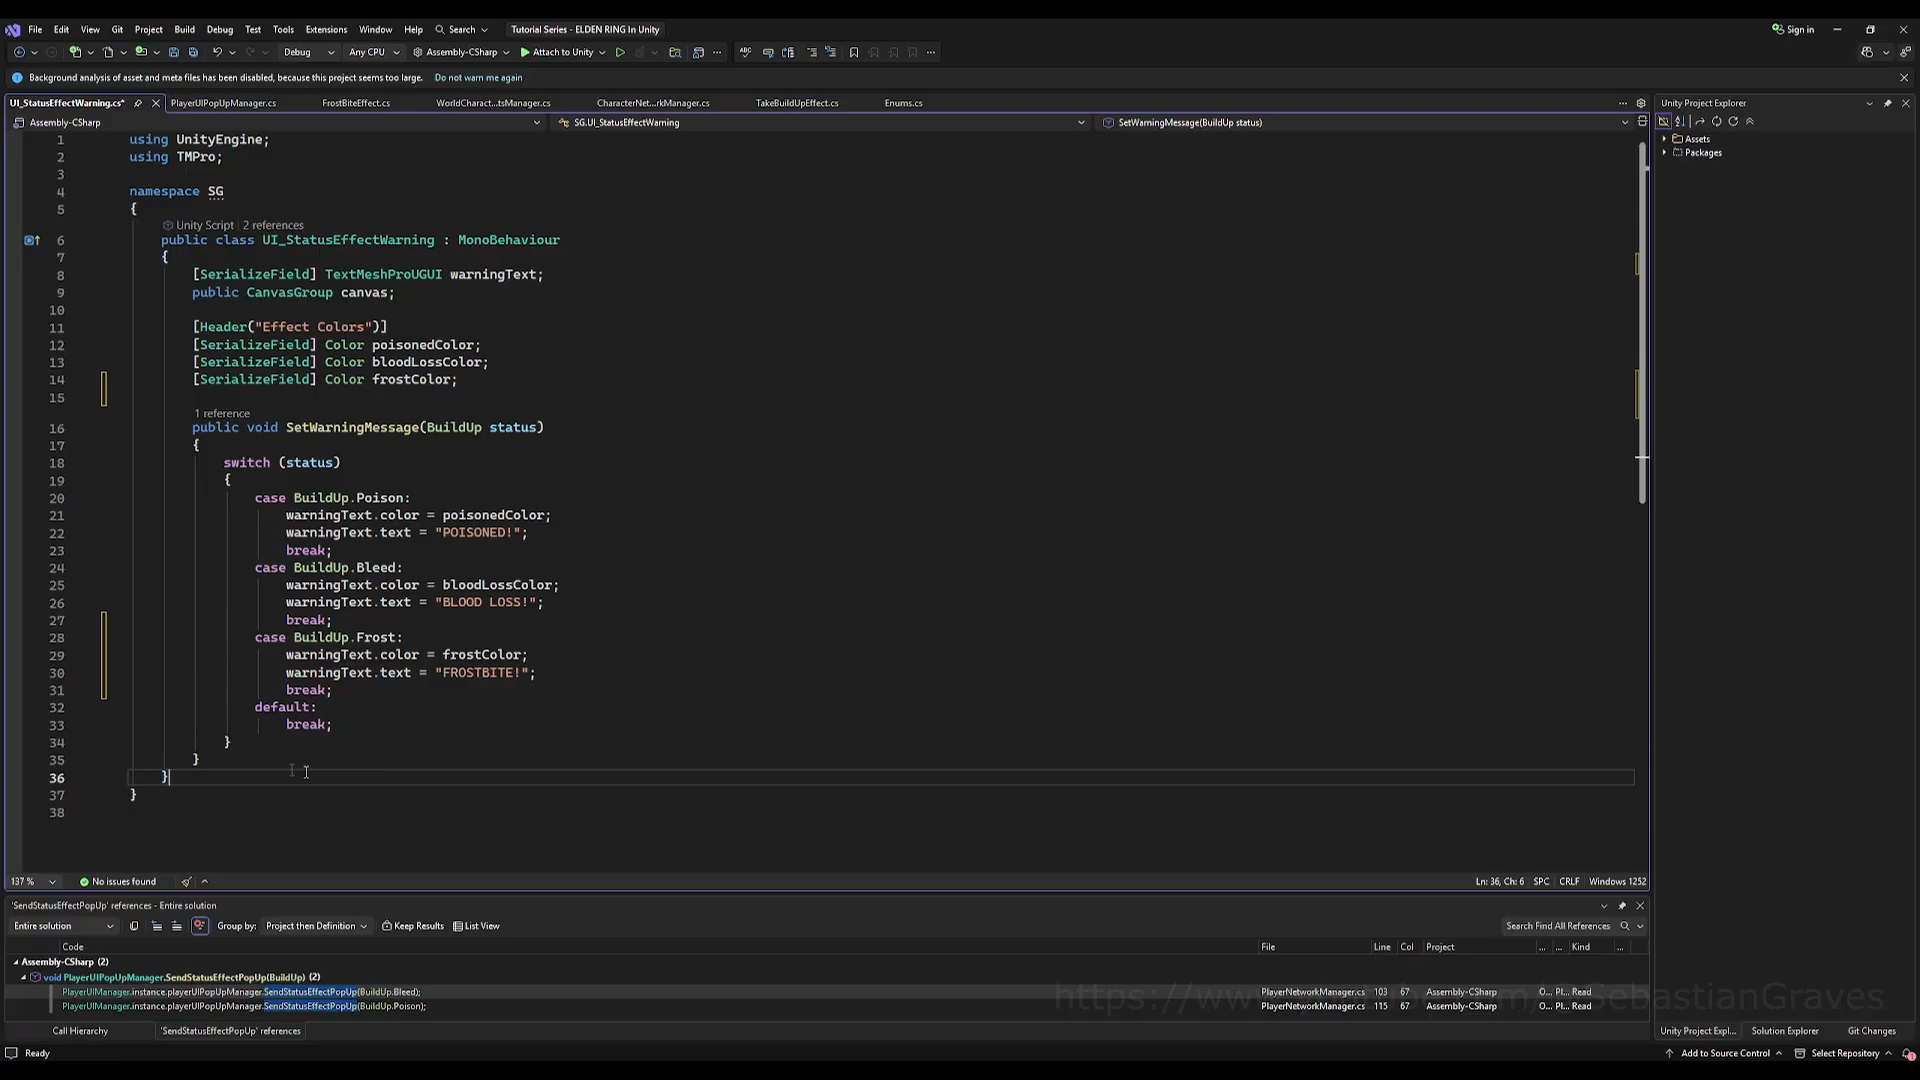 File Edit View Git Project Build Debug Test Tools Extensions Window Help Search Tutorial Series - ELDEN RING In Unity Sign in
Debug Any CPU Assembly-CSharp Attach to Unity
Background analysis of asset and meta files has been disabled, because this project seems too large. Do not warn me again
UI_StatusEffectWarning.cs* PlayerUIPopUpManager.cs FrostBiteEffect.cs WorldCharact...tsManager.cs CharacterNet...rkManager.cs TakeBuildUpEffect.cs Enums.cs
Assembly-CSharp SG.UI_StatusEffectWarning SetWarningMessage(BuildUp status)
1 using UnityEngine;
2 using TMPro;
3
4 namespace SG
5 {
Unity Script | 2 references
6 public class UI_StatusEffectWarning : MonoBehaviour
7 {
8 [SerializeField] TextMeshProUGUI warningText;
9 public CanvasGroup canvas;
10
11 [Header("Effect Colors")]
12 [SerializeField] Color poisonedColor;
13 [SerializeField] Color bloodLossColor;
14 [SerializeField] Color frostColor;
15
1 reference
16 public void SetWarningMessage(BuildUp status)
17 {
18 switch (status)
19 {
20 case BuildUp.Poison:
21 warningText.color = poisonedColor;
22 warningText.text = "POISONED!";
23 break;
24 case BuildUp.Bleed:
25 warningText.color = bloodLossColor;
26 warningText.text = "BLOOD LOSS!";
27 break;
28 case BuildUp.Frost:
29 warningText.color = frostColor;
30 warningText.text = "FROSTBITE!";
31 break;
32 default:
33 break;
34 }
35 }
36 }
37 }
38
137 % No issues found Ln: 36, Ch: 6 SPC CRLF Windows 1252
'SendStatusEffectPopUp' references - Entire solution
Entire solution Group by: Project then Definition Keep Results List View Search Find All References
Code File Line Col Project ... ... Kind ...
Assembly-CSharp (2)
void PlayerUIPopUpManager.SendStatusEffectPopUp(BuildUp) (2)
PlayerUIManager.instance.playerUIPopUpManager.SendStatusEffectPopUp(BuildUp.Bleed); PlayerNetworkManager.cs 103 67 Assembly-CSharp O... Pl... Read
PlayerUIManager.instance.playerUIPopUpManager.SendStatusEffectPopUp(BuildUp.Poison); PlayerNetworkManager.cs 115 67 Assembly-CSharp O... Pl... Read
Call Hierarchy 'SendStatusEffectPopUp' references
Ready
Unity Project Explorer
Assets
Packages
Unity Project Expl... Solution Explorer Git Changes
Add to Source Control Select Repository